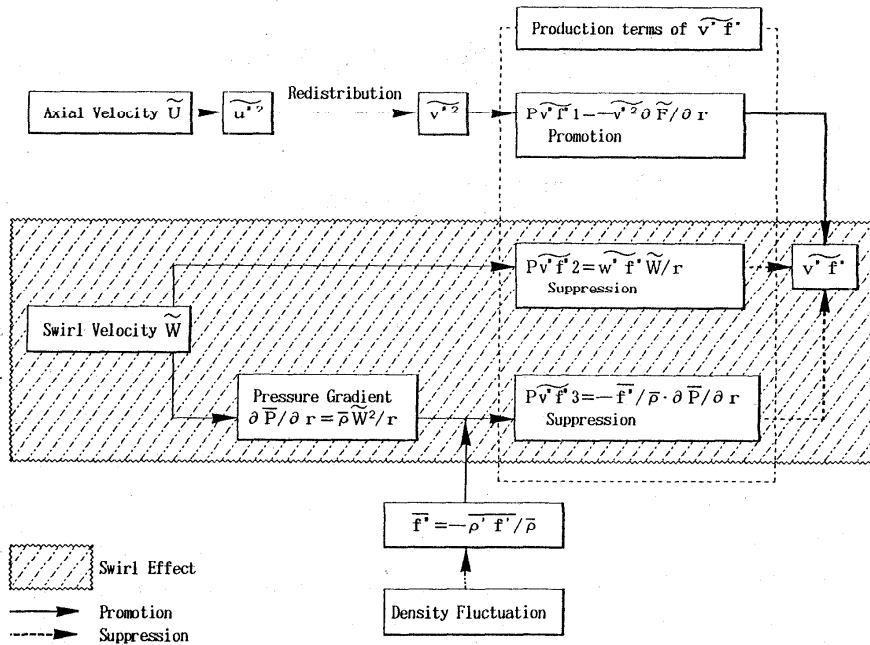 Production terms of v" f"
Axial Velocity Ũ
u"²
Redistribution
v"²
Pv"f"1=-v"²∂F̃/∂r
Promotion
Pv"f"2=w"f"W̃/r
Suppression
v" f"
Swirl Velocity W̃
Pressure Gradient
∂P̄/∂r=ρ̄W̃²/r
Pv"f"3=-f"/ρ̄·∂P̄/∂r
Suppression
f"=-ρ'f'/ρ̄
Density Fluctuation
Swirl Effect
Promotion
Suppression